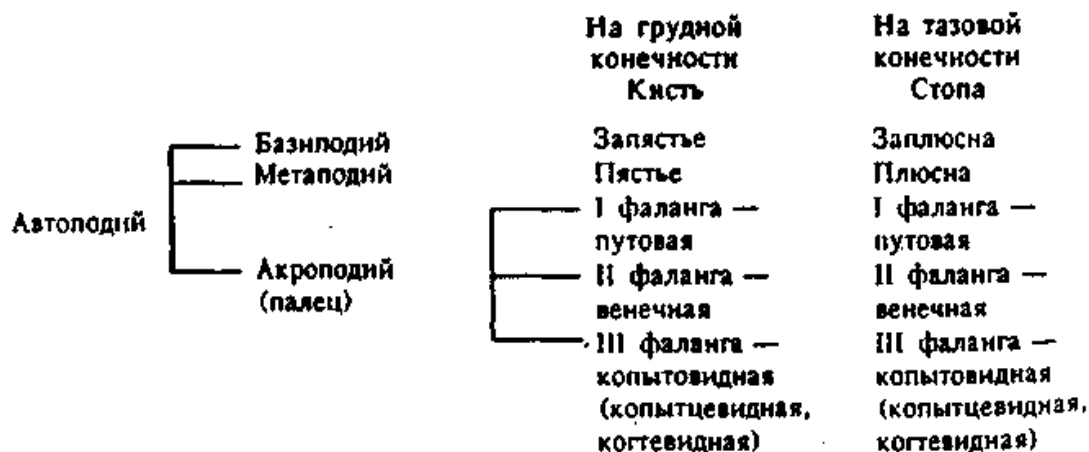 На грудной конечности Кисть
На тазовой конечности Стопа
Автоподий
Базиподий
Запястье
Заплюсна
Метаподий
Пястье
Плюсна
Акроподий
(палец)
I фаланга —
путовая
I фаланга —
путовая
II фаланга —
венечная
II фаланга —
венечная
III фаланга —
копытовидная
(копытцевидная,
когтевидная)
III фаланга —
копытовидная
(копытцевидная,
когтевидная)